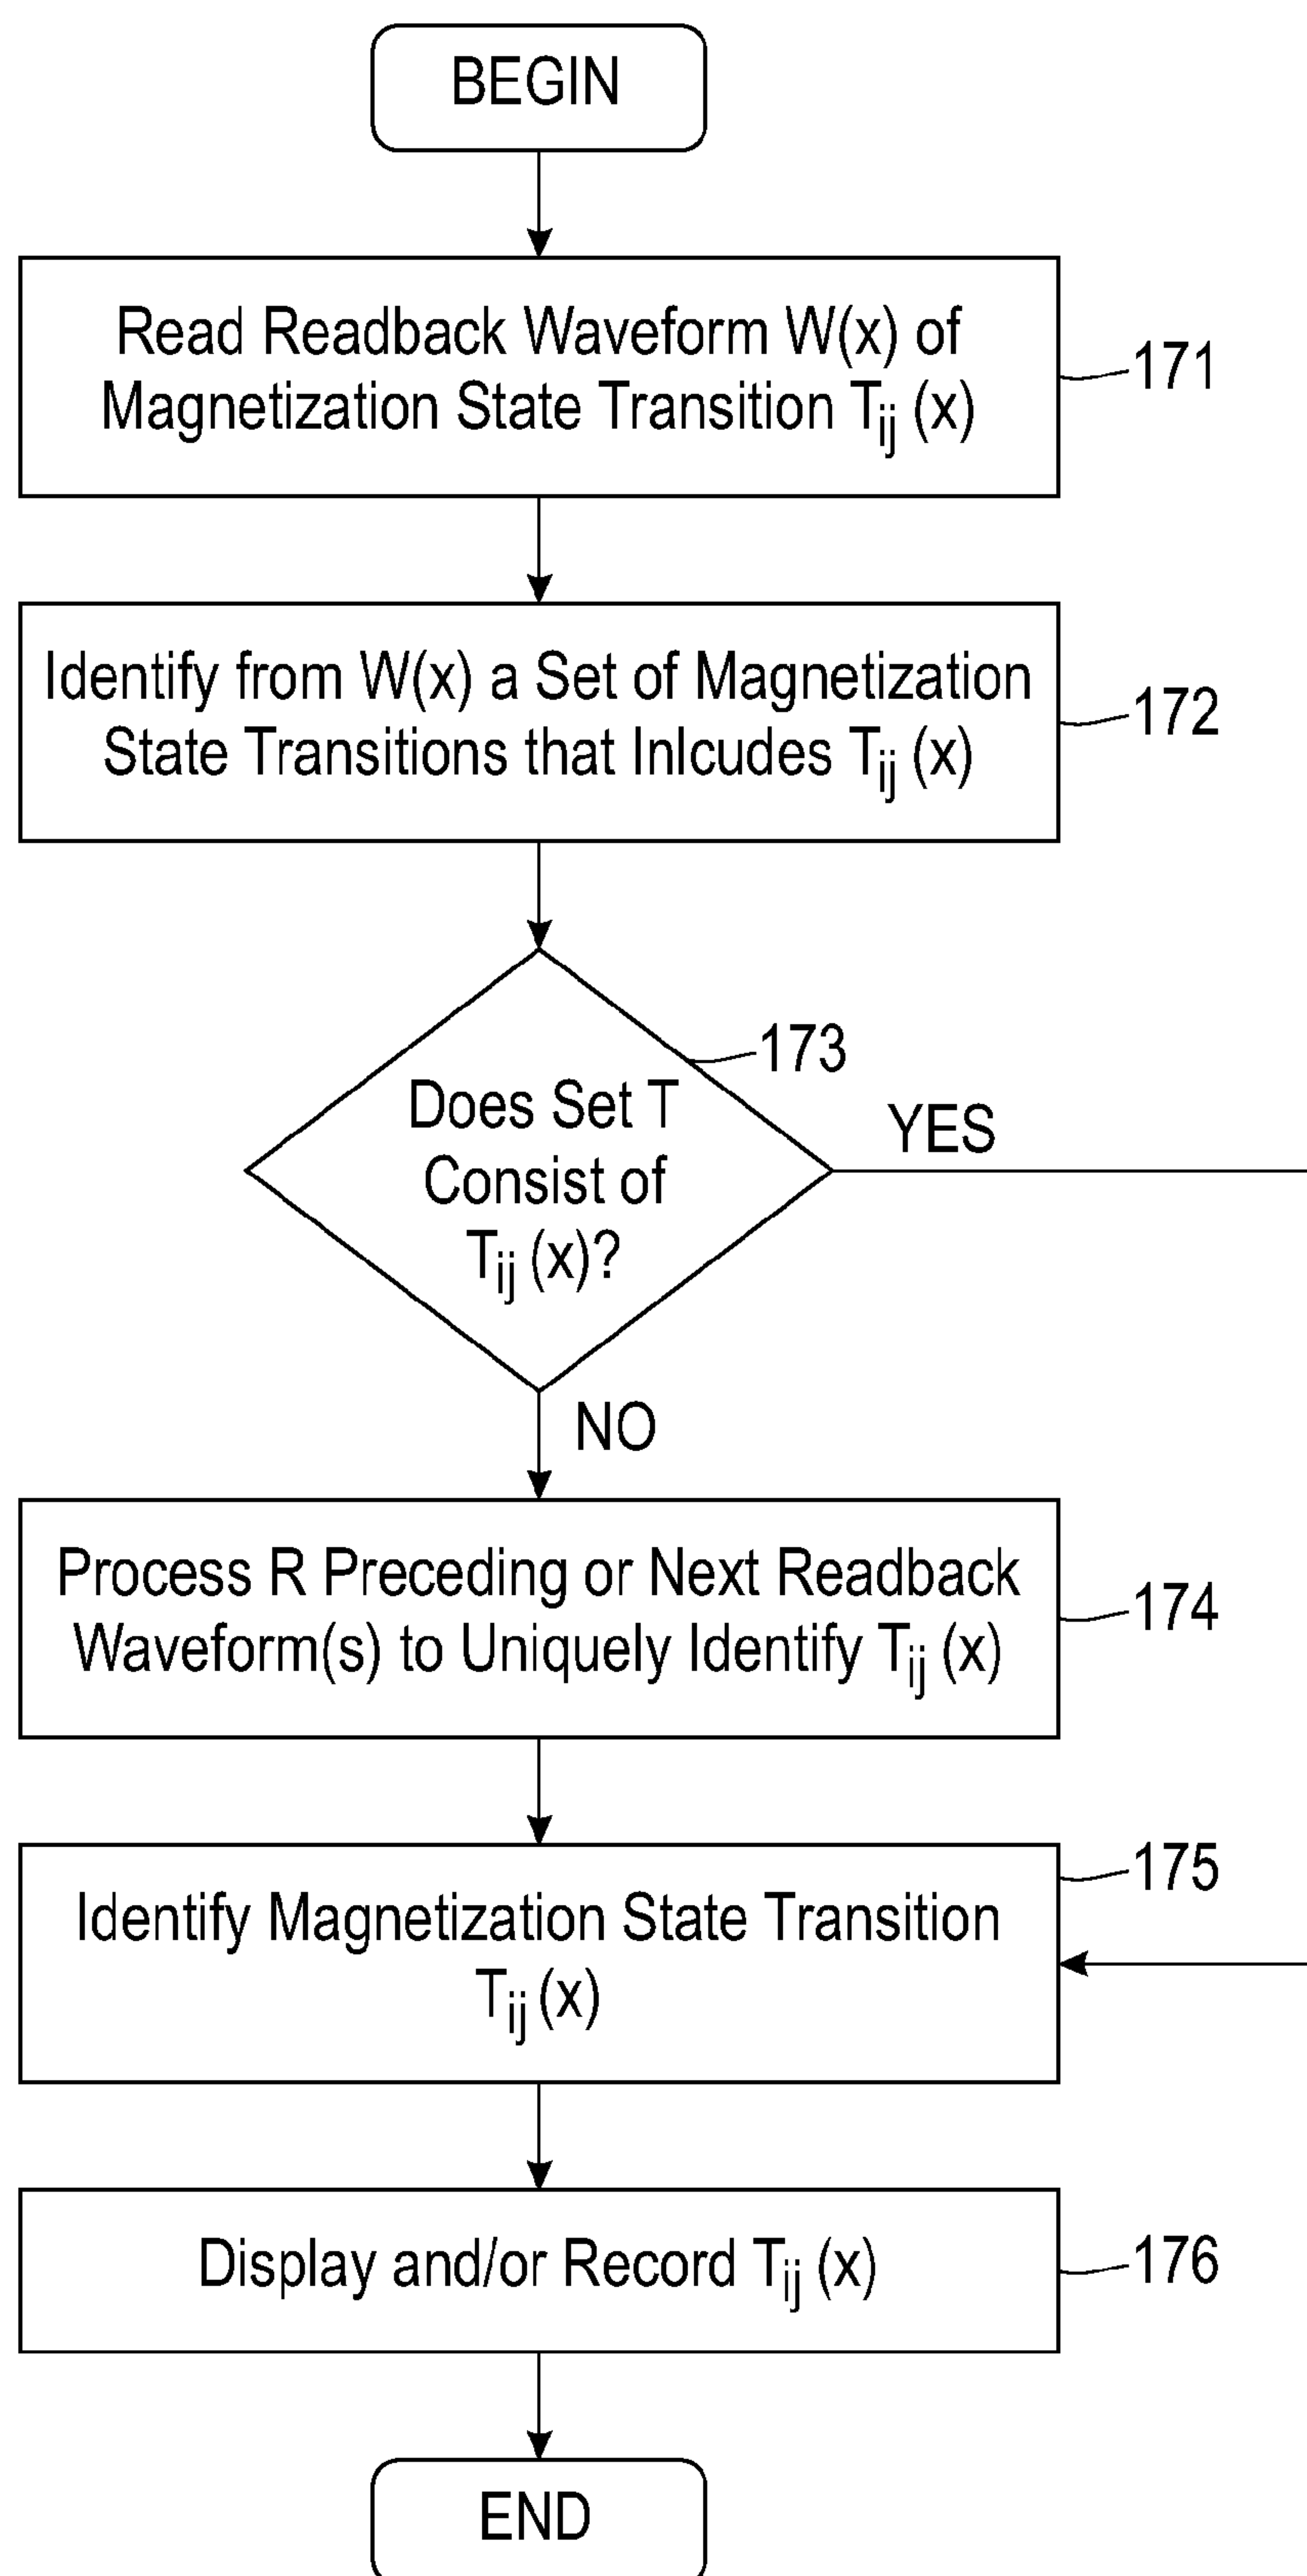 BEGIN
Read Readback Waveform W(x) of
Magnetization State Transition Tij (x)
171
Identify from W(x) a Set of Magnetization
State Transitions that Inlcudes Tij (x)
172
173
Does Set T
Consist of
Tij (x)?
YES
NO
Process R Preceding or Next Readback
Waveform(s) to Uniquely Identify Tij (x)
174
175
Identify Magnetization State Transition
Tij (x)
Display and/or Record Tij (x)
176
END